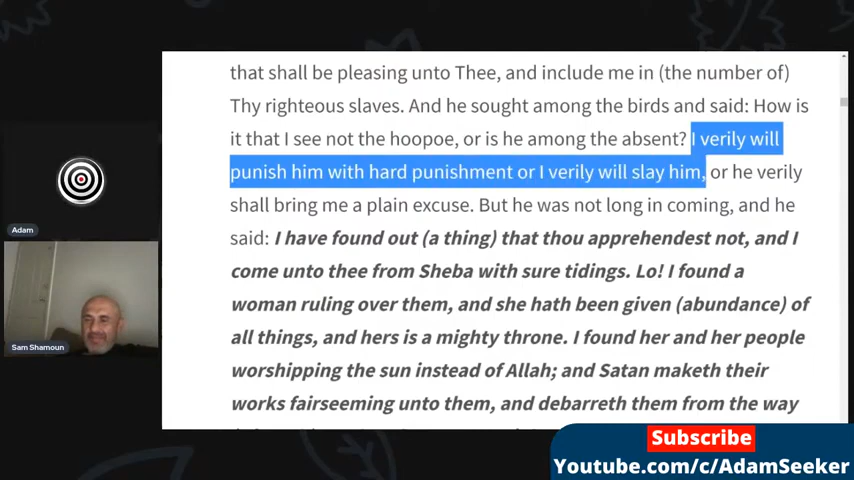 that shall be pleasing unto Thee, and include me in (the number of)
Thy righteous slaves. And he sought among the birds and said: How is
it that I see not the hoopoe, or is he among the absent? I verily will
punish him with hard punishment or I verily will slay him, or he verily
shall bring me a plain excuse. But he was not long in coming, and he
said: I have found out (a thing) that thou apprehendest not, and I
come unto thee from Sheba with sure tidings. Lo! I found a
woman ruling over them, and she hath been given (abundance) of
all things, and hers is a mighty throne. I found her and her people
worshipping the sun instead of Allah; and Satan maketh their
works fairseeming unto them, and debarreth them from the way
Adam
Sam Shamoun
Subscribe
Youtube.com/c/AdamSeeker